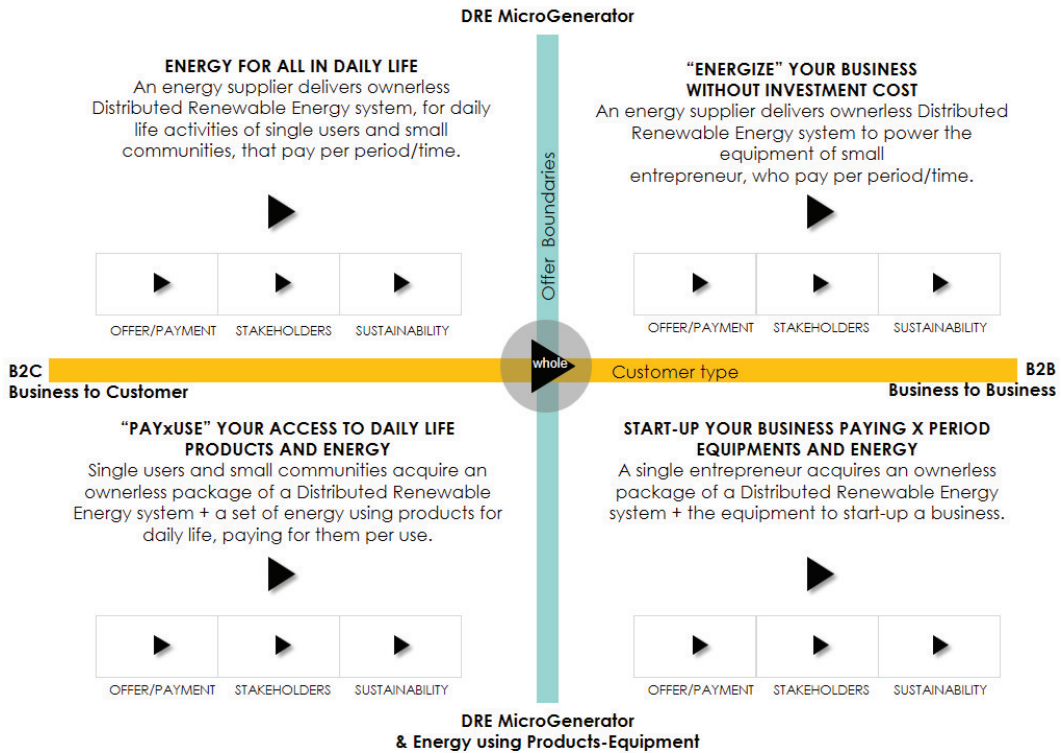 DRE MicroGenerator
ENERGY FOR ALL IN DAILY LIFE
An energy supplier delivers ownerless
Distributed Renewable Energy system, for daily
life activities of single users and small
communities, that pay per period/time.
OFFER/PAYMENT
STAKEHOLDERS
SUSTAINABILITY
“ENERGIZE” YOUR BUSINESS
WITHOUT INVESTMENT COST
An energy supplier delivers ownerless Distributed
Renewable Energy system to power the
equipment of small
entrepreneur, who pay per period/time.
OFFER/PAYMENT
STAKEHOLDERS
SUSTAINABILITY
Offer Boundaries
B2C
Business to Customer
whole
Customer type
B2B
Business to Business
“PAYxUSE” YOUR ACCESS TO DAILY LIFE
PRODUCTS AND ENERGY
Single users and small communities acquire an
ownerless package of a Distributed Renewable
Energy system + a set of energy using products for
daily life, paying for them per use.
OFFER/PAYMENT
STAKEHOLDERS
SUSTAINABILITY
START-UP YOUR BUSINESS PAYING X PERIOD
EQUIPMENTS AND ENERGY
A single entrepreneur acquires an ownerless
package of a Distributed Renewable Energy
system + the equipment to start-up a business.
OFFER/PAYMENT
STAKEHOLDERS
SUSTAINABILITY
DRE MicroGenerator
& Energy using Products-Equipment